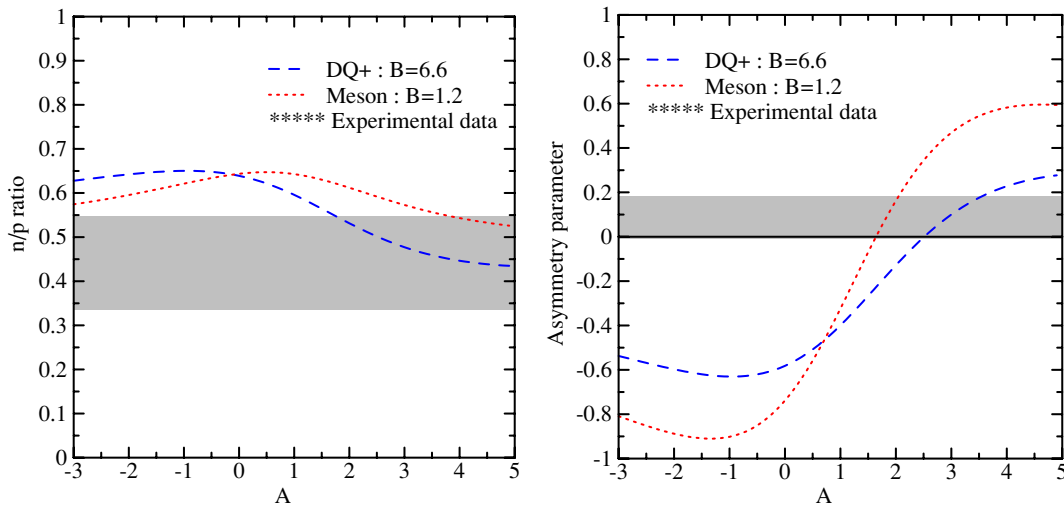 1
0.9
0.8
0.7
0.6
0.5
0.4
0.3
0.2
0.1
0
n/p ratio
DQ+ : B=6.6
Meson : B=1.2
***** Experimental data
-3 -2 -1 0 1 2 3 4 5
A
1
0.8
0.6
0.4
0.2
0
-0.2
-0.4
-0.6
-0.8
-1
Asymmetry parameter
DQ+ : B=6.6
Meson : B=1.2
***** Experimental data
-3 -2 -1 0 1 2 3 4 5
A